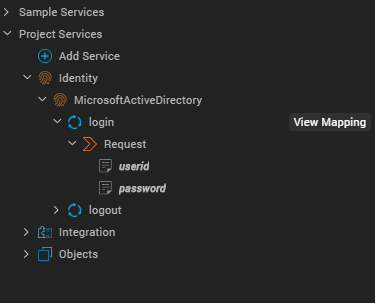 Sample Services
Project Services
Add Service
Identity
MicrosoftActiveDirectory
login View Mapping
Request
userid
password
logout
Integration
Objects